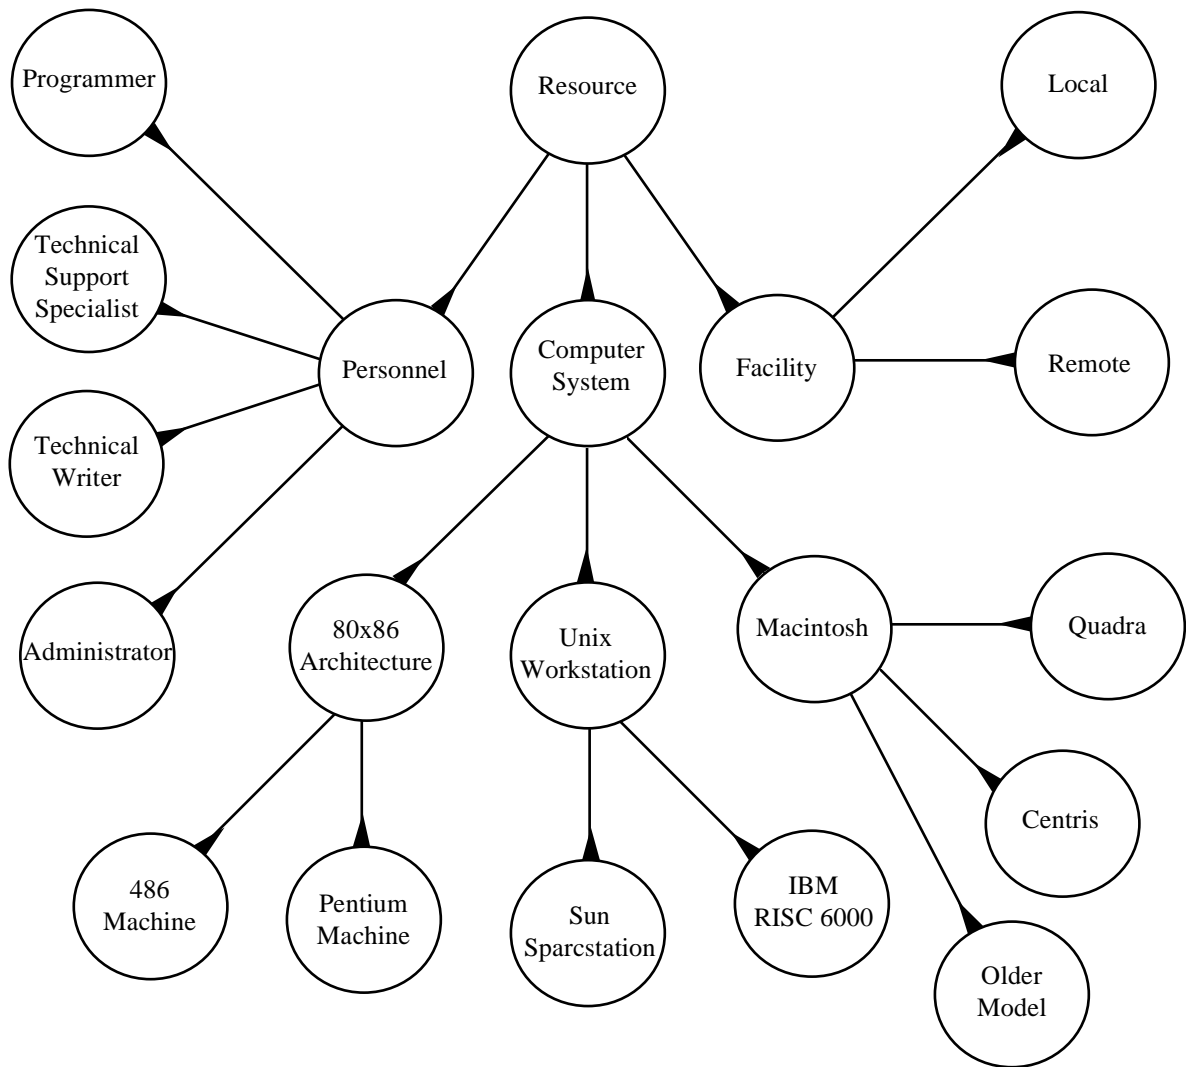 Programmer
Resource
Local
Technical
Support
Specialist
Personnel
Computer
System
Facility
Remote
Technical
Writer
Administrator
80x86
Architecture
Unix
Workstation
Macintosh
Quadra
Centris
486
Machine
Pentium
Machine
Sun
Sparcstation
IBM
RISC 6000
Older
Model